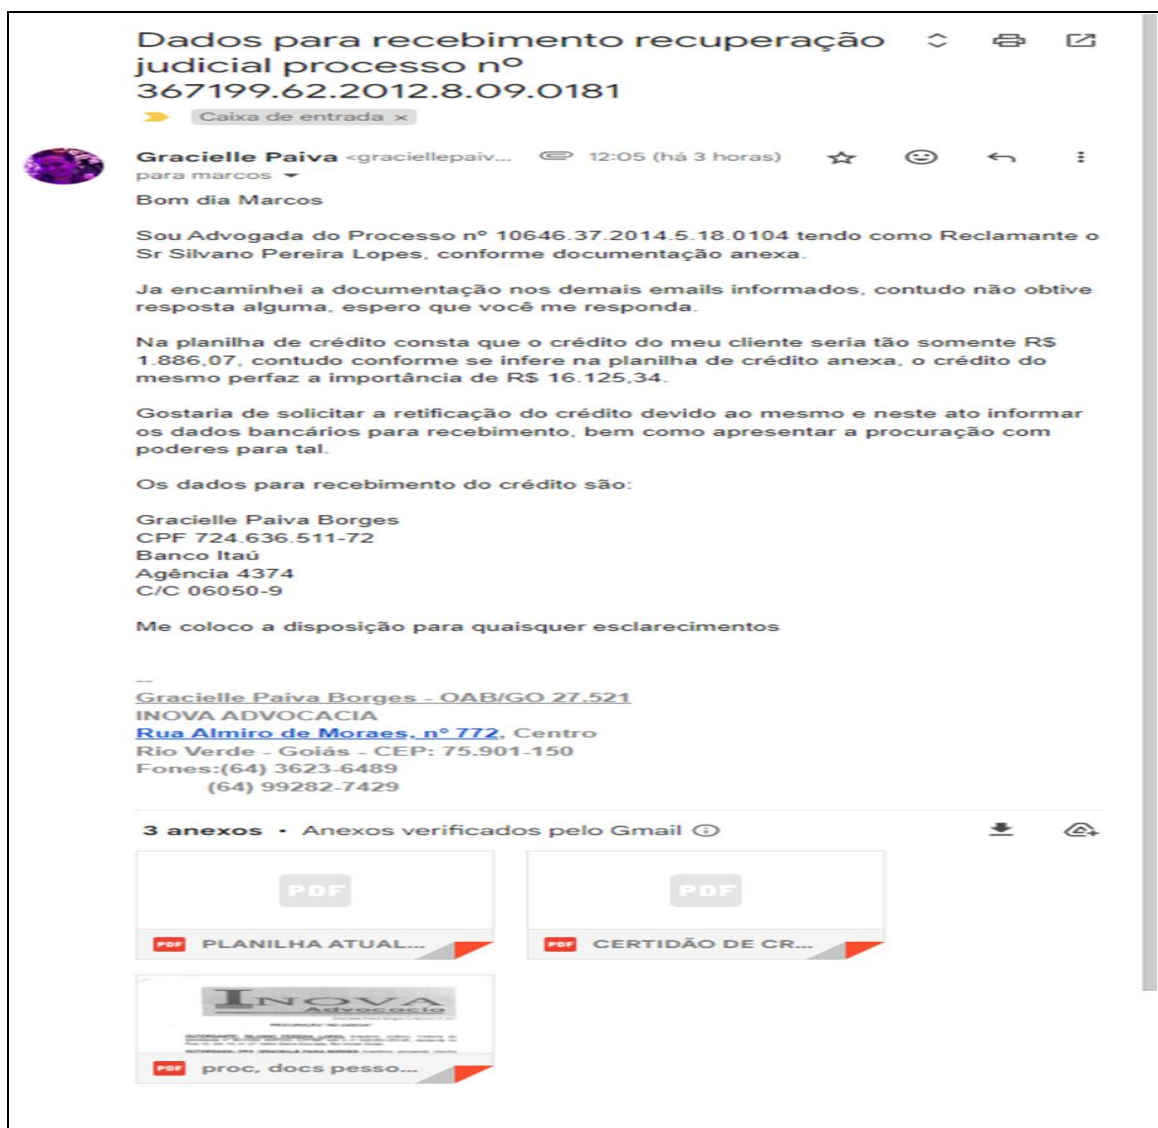 Dados para recebimento recuperação
judicial processo nº
367199.62.2012.8.09.0181
Caixa de entrada ×
Gracielle Paiva <graciellepaiv... 12:05 (há 3 horas)
para marcos
Bom dia Marcos
Sou Advogada do Processo nº 10646.37.2014.5.18.0104 tendo como Reclamante o
Sr Silvano Pereira Lopes, conforme documentação anexa.
Ja encaminhei a documentação nos demais emails informados, contudo não obtive
resposta alguma, espero que você me responda.
Na planilha de crédito consta que o crédito do meu cliente seria tão somente R$
1.886,07, contudo conforme se infere na planilha de crédito anexa, o crédito do
mesmo perfaz a importância de R$ 16.125,34.
Gostaria de solicitar a retificação do crédito devido ao mesmo e neste ato informar
os dados bancários para recebimento, bem como apresentar a procuração com
poderes para tal.
Os dados para recebimento do crédito são:
Gracielle Paiva Borges
CPF 724.636.511-72
Banco Itaú
Agência 4374
C/C 06050-9
Me coloco a disposição para quaisquer esclarecimentos
--
Gracielle Paiva Borges - OAB/GO 27.521
INOVA ADVOCACIA
Rua Almiro de Moraes, nº 772, Centro
Rio Verde - Goiás - CEP: 75.901-150
Fones:(64) 3623-6489
(64) 99282-7429
3 anexos • Anexos verificados pelo Gmail
PDF PDF
PDF PLANILHA ATUAL... PDF CERTIDÃO DE CR...
INOVA
Advocacia
PDF proc, docs pesso...